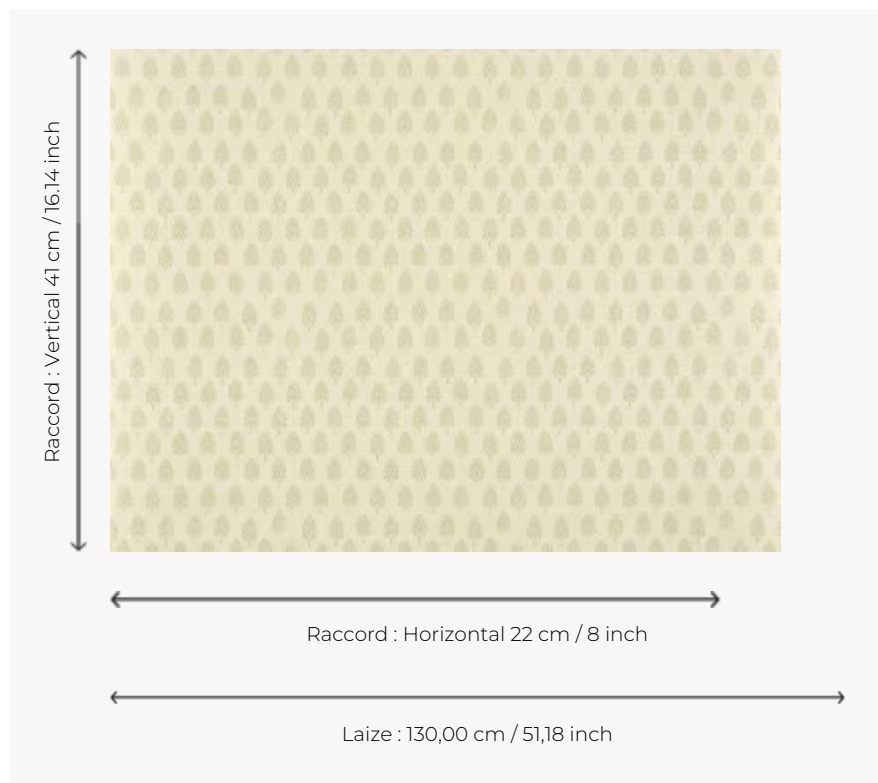 Raccord : Vertical 41 cm / 16.14 inch
Raccord : Horizontal 22 cm / 8 inch
Laize : 130,00 cm / 51,18 inch